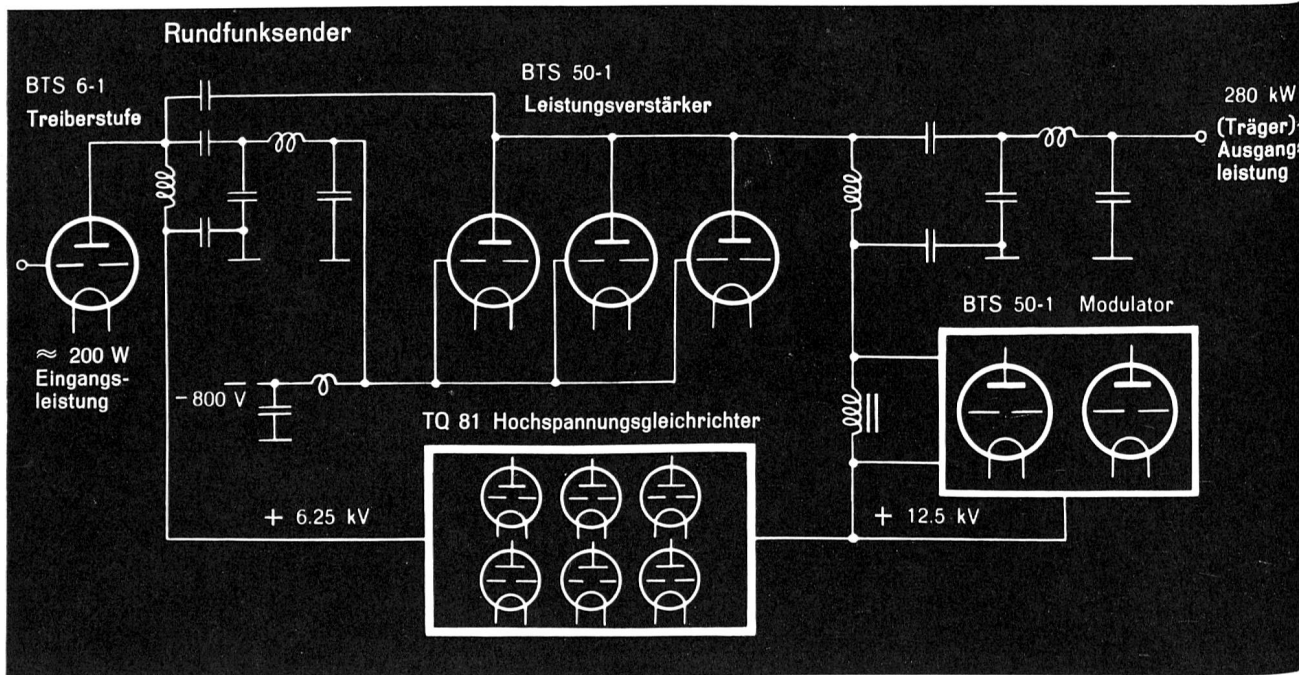 Rundfunksender
BTS 6-1
Treiberstufe
BTS 50-1
Leistungsverstärker
280 kW
(Träger)-
Ausgangs-
leistung
≈ 200 W
Eingangs-
leistung
- 800 V
BTS 50-1 Modulator
TQ 81 Hochspannungsgleichrichter
+ 6.25 kV
+ 12.5 kV